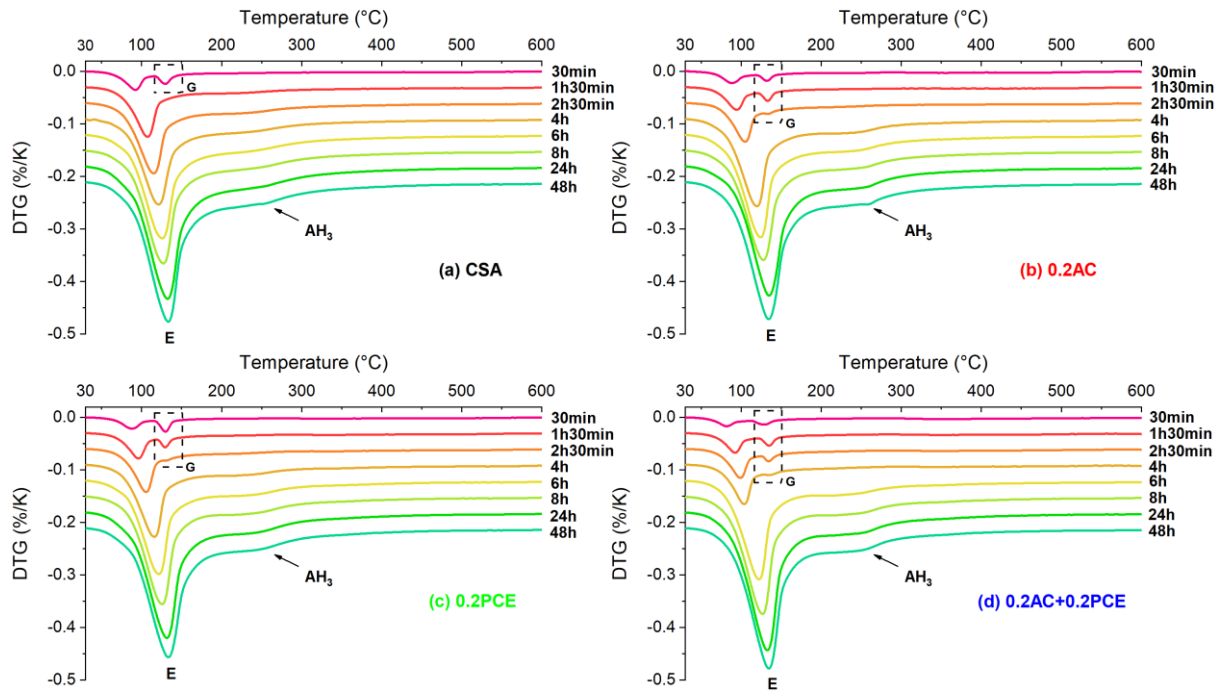 Temperature (°C)
30 100 200 300 400 500 600
0.0
-0.1
-0.2
-0.3
-0.4
-0.5
DTG (%/K)
30min
1h30min
2h30min
4h
6h
8h
24h
48h
G
AH₃
E
(a) CSA
Temperature (°C)
30 100 200 300 400 500 600
0.0
-0.1
-0.2
-0.3
-0.4
-0.5
DTG (%/K)
30min
1h30min
2h30min
4h
6h
8h
24h
48h
G
AH₃
E
(b) 0.2AC
Temperature (°C)
30 100 200 300 400 500 600
0.0
-0.1
-0.2
-0.3
-0.4
-0.5
DTG (%/K)
30min
1h30min
2h30min
4h
6h
8h
24h
48h
G
AH₃
E
(c) 0.2PCE
Temperature (°C)
30 100 200 300 400 500 600
0.0
-0.1
-0.2
-0.3
-0.4
-0.5
DTG (%/K)
30min
1h30min
2h30min
4h
6h
8h
24h
48h
G
AH₃
E
(d) 0.2AC+0.2PCE